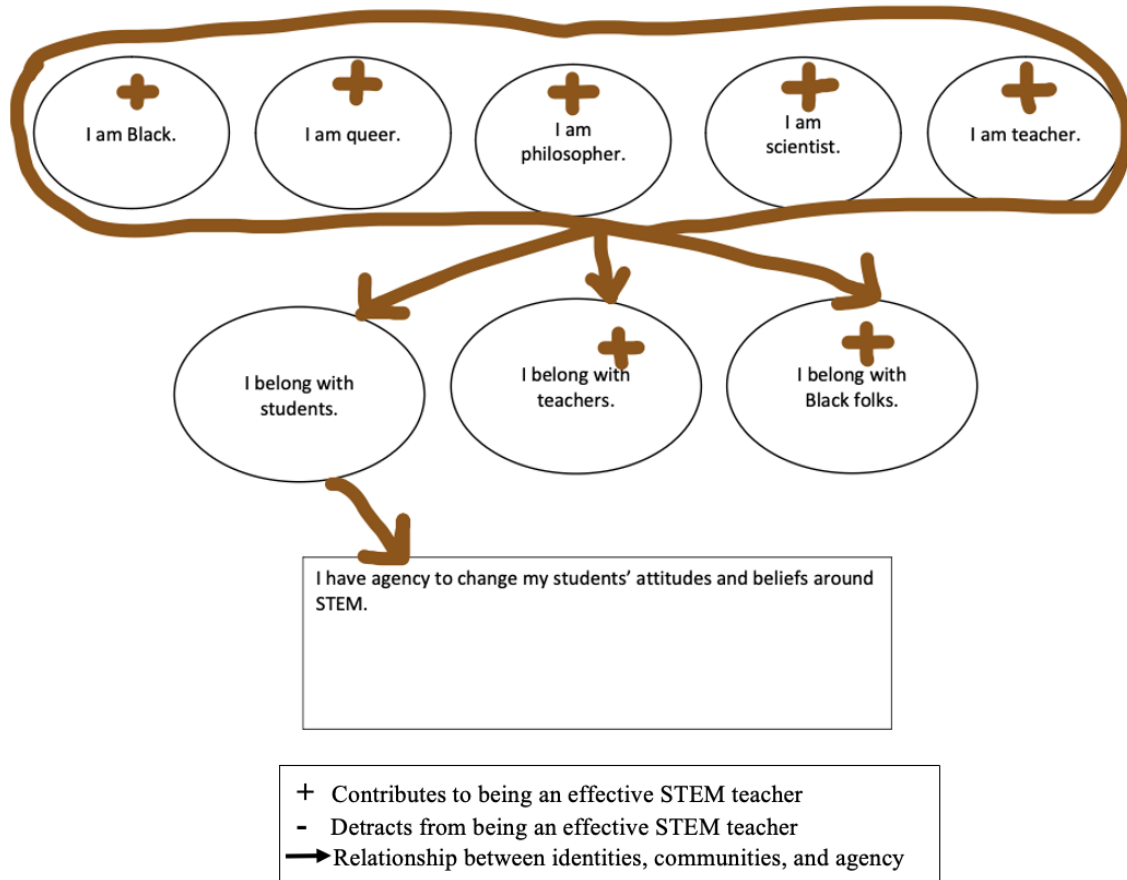 I am Black.
I am queer.
I am
philosopher.
I am
scientist.
I am teacher.
I belong with
students.
I belong with
teachers.
I belong with
Black folks.
I have agency to change my students’ attitudes and beliefs around
STEM.
+ Contributes to being an effective STEM teacher
- Detracts from being an effective STEM teacher
Relationship between identities, communities, and agency